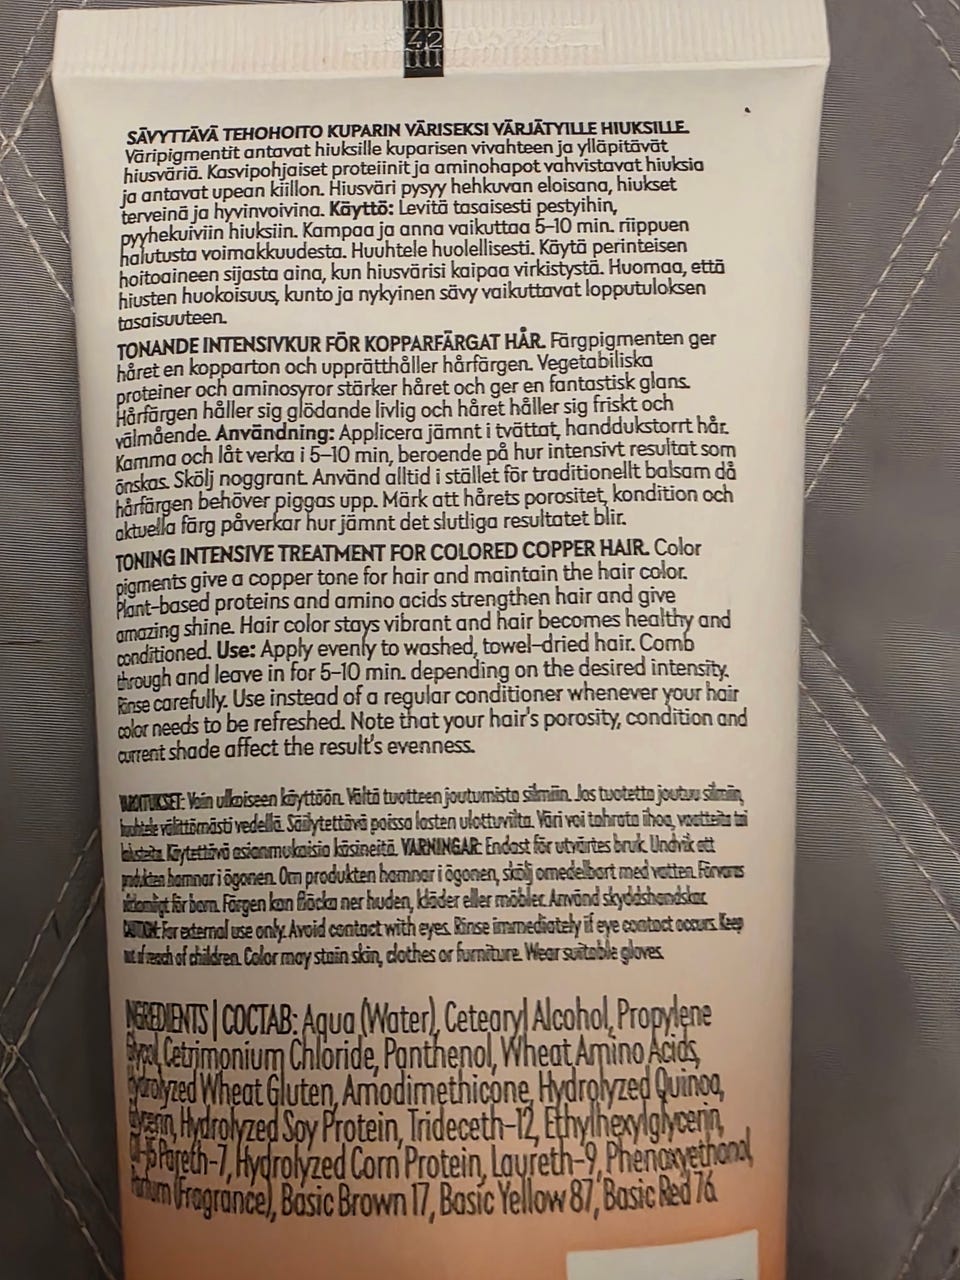 42
SÄVYTTÄVÄ TEHOHOITO KUPARIN VÄRISEKSI VÄRJÄTYILLE HIUKSILLE.
Väripigmentit antavat hiuksille kuparisen vivahteen ja ylläpitävät
hiusväriä. Kasvipohjaiset proteiinit ja aminohapot vahvistavat hiuksia
ja antavat upean kiillon. Hiusväri pysyy hehkuvan eloisana, hiukset
terveinä ja hyvinvoivina. Käyttö: Levitä tasaisesti pestyihin,
pyyhekuiviin hiuksiin. Kampaa ja anna vaikuttaa 5–10 min. riippuen
halutusta voimakkuudesta. Huuhtele huolellisesti. Käytä perinteisen
hoitoaineen sijasta aina, kun hiusvärisi kaipaa virkistystä. Huomaa, että
hiusten huokoisuus, kunto ja nykyinen sävy vaikuttavat lopputuloksen
tasaisuuteen.
TONANDE INTENSIVKUR FÖR KOPPARFÄRGAT HÅR. Färgpigmenten ger
håret en kopparton och upprätthåller hårfärgen. Vegetabiliska
proteiner och aminosyror stärker håret och ger en fantastisk glans.
Hårfärgen håller sig glödande livlig och håret håller sig friskt och
välmående. Användning: Applicera jämnt i tvättat, handdukstorrt hår.
Kamma och låt verka i 5–10 min, beroende på hur intensivt resultat som
önskas. Skölj noggrant. Använd alltid i stället för traditionellt balsam då
hårfärgen behöver piggas upp. Märk att hårets porositet, kondition och
aktuella färg påverkar hur jämnt det slutliga resultatet blir.
TONING INTENSIVE TREATMENT FOR COLORED COPPER HAIR. Color
pigments give a copper tone for hair and maintain the hair color.
Plant-based proteins and amino acids strengthen hair and give
amazing shine. Hair color stays vibrant and hair becomes healthy and
conditioned. Use: Apply evenly to washed, towel-dried hair. Comb
through and leave in for 5–10 min. depending on the desired intensity.
Rinse carefully. Use instead of a regular conditioner whenever your hair
color needs to be refreshed. Note that your hair's porosity, condition and
current shade affect the result's evenness.
VAROITUKSET: Vain ulkoiseen käyttöön. Vältä tuotteen joutumista silmiin. Jos tuotetta joutuu silmiin,
huuhtele välittömästi vedellä. Säilytettävä poissa lasten ulottuvilta. Väri voi tahrata ihoa, vaatteita tai
kalusteita. Käytettävä asianmukaisia käsineitä. VARNINGAR: Endast för utvärtes bruk. Undvik att
produkten hamnar i ögonen. Om produkten hamnar i ögonen, skölj omedelbart med vatten. Förvaras
oåtkomligt för barn. Färgen kan fläcka ner huden, kläder eller möbler. Använd skyddshandskar.
CAUTION: For external use only. Avoid contact with eyes. Rinse immediately if eye contact occurs. Keep
out of reach of children. Color may stain skin, clothes or furniture. Wear suitable gloves.
INGREDIENTS | СОСТАВ: Aqua (Water), Cetearyl Alcohol, Propylene
Glycol, Cetrimonium Chloride, Panthenol, Wheat Amino Acids,
Hydrolyzed Wheat Gluten, Amodimethicone, Hydrolyzed Quinoa,
Glycerin, Hydrolyzed Soy Protein, Trideceth-12, Ethylhexylglycerin,
C11-15 Pareth-7, Hydrolyzed Corn Protein, Laureth-9, Phenoxyethanol,
Parfum (Fragrance), Basic Brown 17, Basic Yellow 87, Basic Red 76.